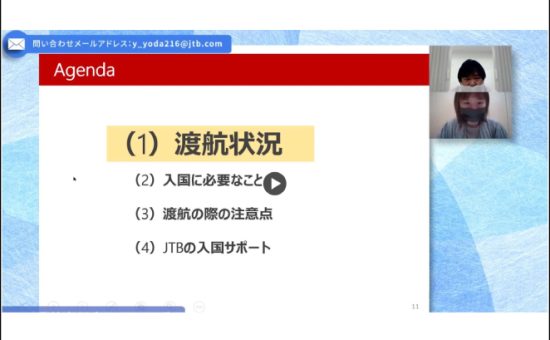 問い合わせメールアドレス：y_yoda216@jtb.com
Agenda
（1）渡航状況
（2）入国に必要なこと
（3）渡航の際の注意点
（4）JTBの入国サポート
11